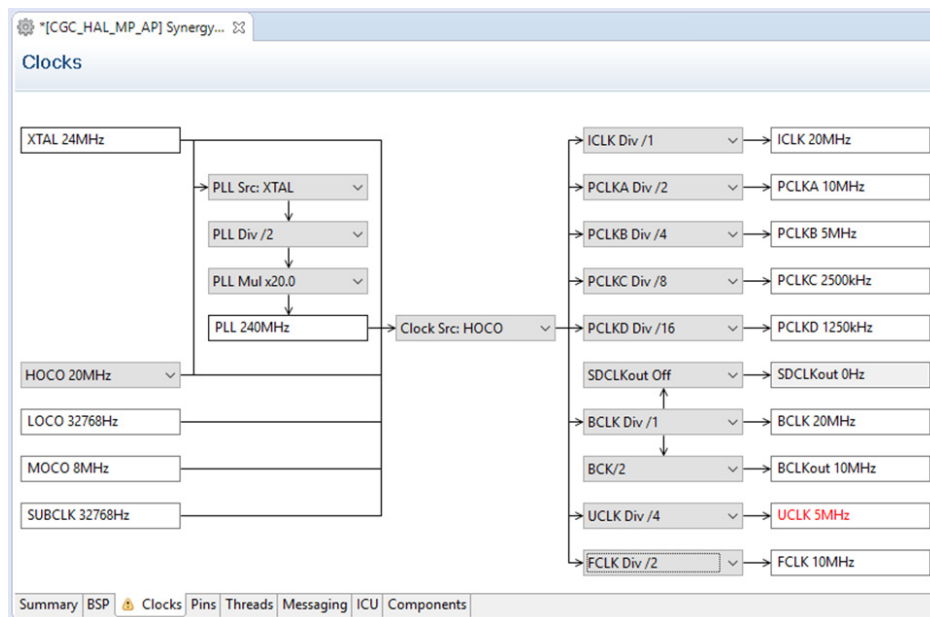 *[CGC_HAL_MP_AP] Synergy...
Clocks
XTAL 24MHz
PLL Src: XTAL
PLL Div /2
PLL Mul x20.0
PLL 240MHz
HOCO 20MHz
LOCO 32768Hz
MOCO 8MHz
SUBCLK 32768Hz
Clock Src: HOCO
ICLK Div /1
ICLK 20MHz
PCLKA Div /2
PCLKA 10MHz
PCLKB Div /4
PCLKB 5MHz
PCLKC Div /8
PCLKC 2500kHz
PCLKD Div /16
PCLKD 1250kHz
SDCLKout Off
SDCLKout 0Hz
BCLK Div /1
BCLK 20MHz
BCK/2
BCLKout 10MHz
UCLK Div /4
UCLK 5MHz
FCLK Div /2
FCLK 10MHz
Summary BSP Clocks Pins Threads Messaging ICU Components